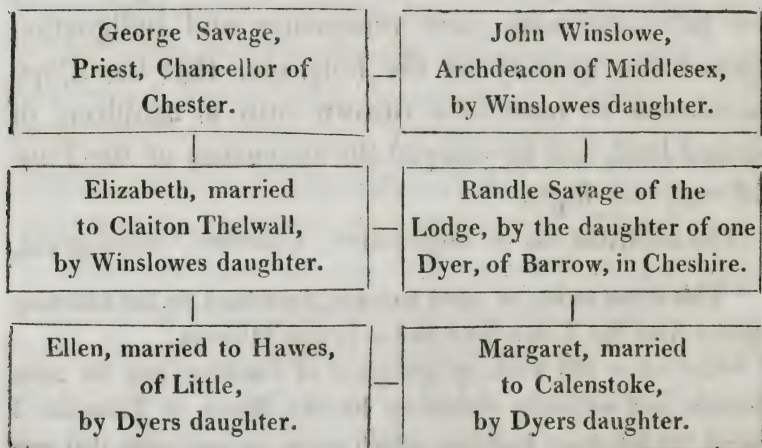 George Savage,
Priest, Chancellor of
Chester.
John Winslowe,
Archdeacon of Middlesex,
by Winslowes daughter.
Elizabeth, married
to Claiton Thelwall,
by Winslowes daughter.
Randle Savage of the
Lodge, by the daughter of one
Dyer, of Barrow, in Cheshire.
Ellen, married to Hawes,
of Little,
by Dyers daughter.
Margaret, married
to Calenstoke,
by Dyers daughter.